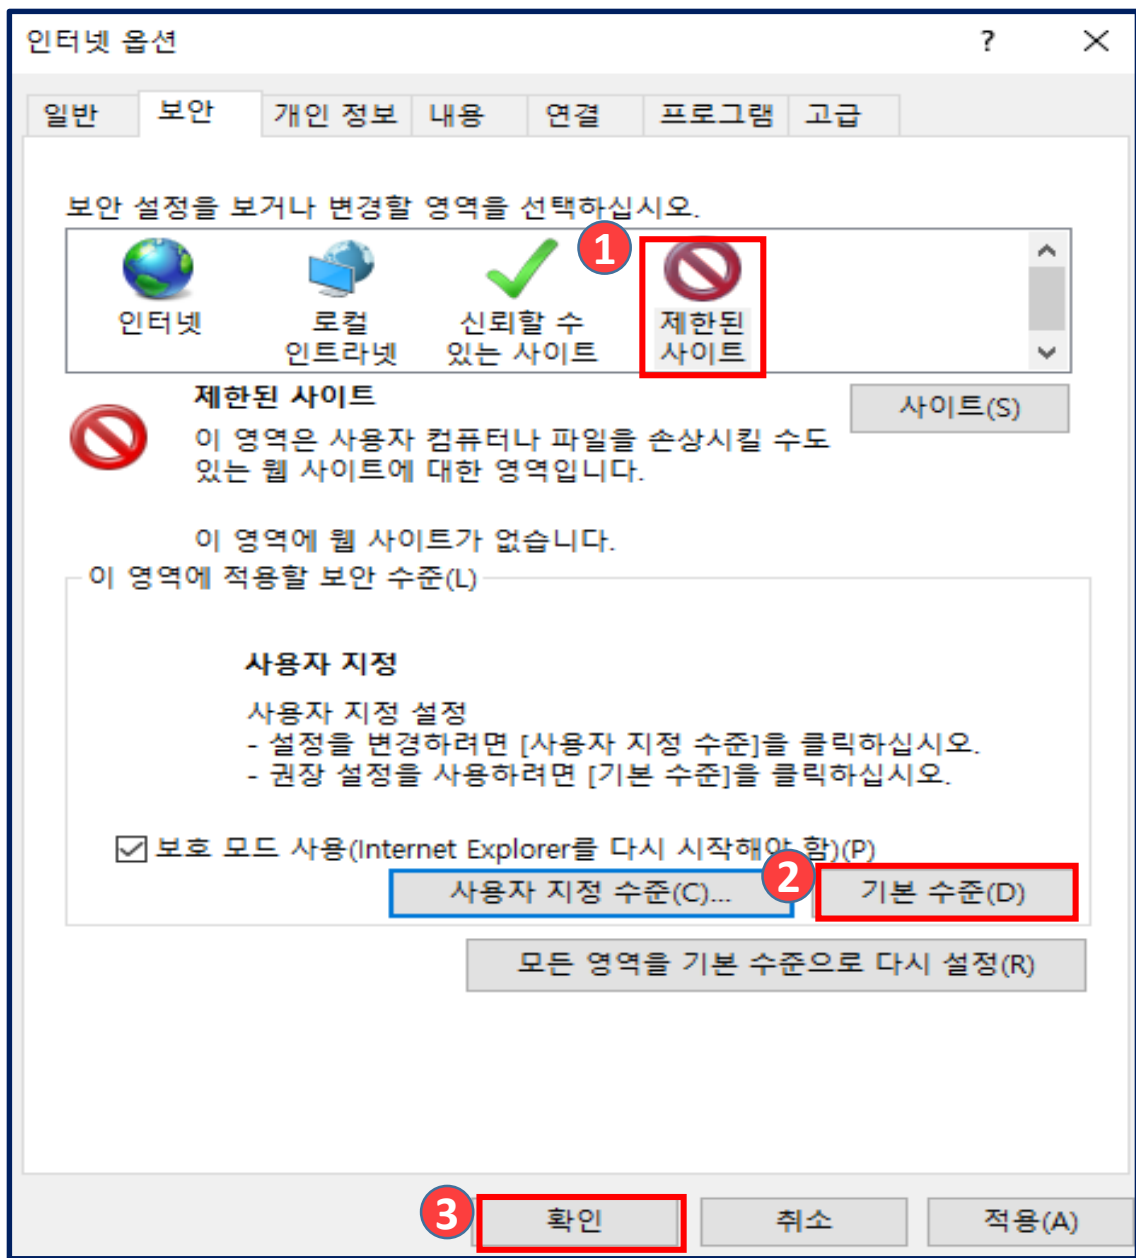 인터넷 옵션
?
일반 보안 개인 정보 내용 연결 프로그램 고급
보안 설정을 보거나 변경할 영역을 선택하십시오.
1
인터넷
로컬
인트라넷
신뢰할 수
있는 사이트
제한된
사이트
제한된 사이트
사이트(S)
이 영역은 사용자 컴퓨터나 파일을 손상시킬 수도
있는 웹 사이트에 대한 영역입니다.
이 영역에 웹 사이트가 없습니다.
이 영역에 적용할 보안 수준(L)
사용자 지정
사용자 지정 설정
- 설정을 변경하려면 [사용자 지정 수준]을 클릭하십시오.
- 권장 설정을 사용하려면 [기본 수준]을 클릭하십시오.
보호 모드 사용(Internet Explorer를 다시 시작해야 함)(P)
2
사용자 지정 수준(C)... 기본 수준(D)
모든 영역을 기본 수준으로 다시 설정(R)
3
확인 취소 적용(A)